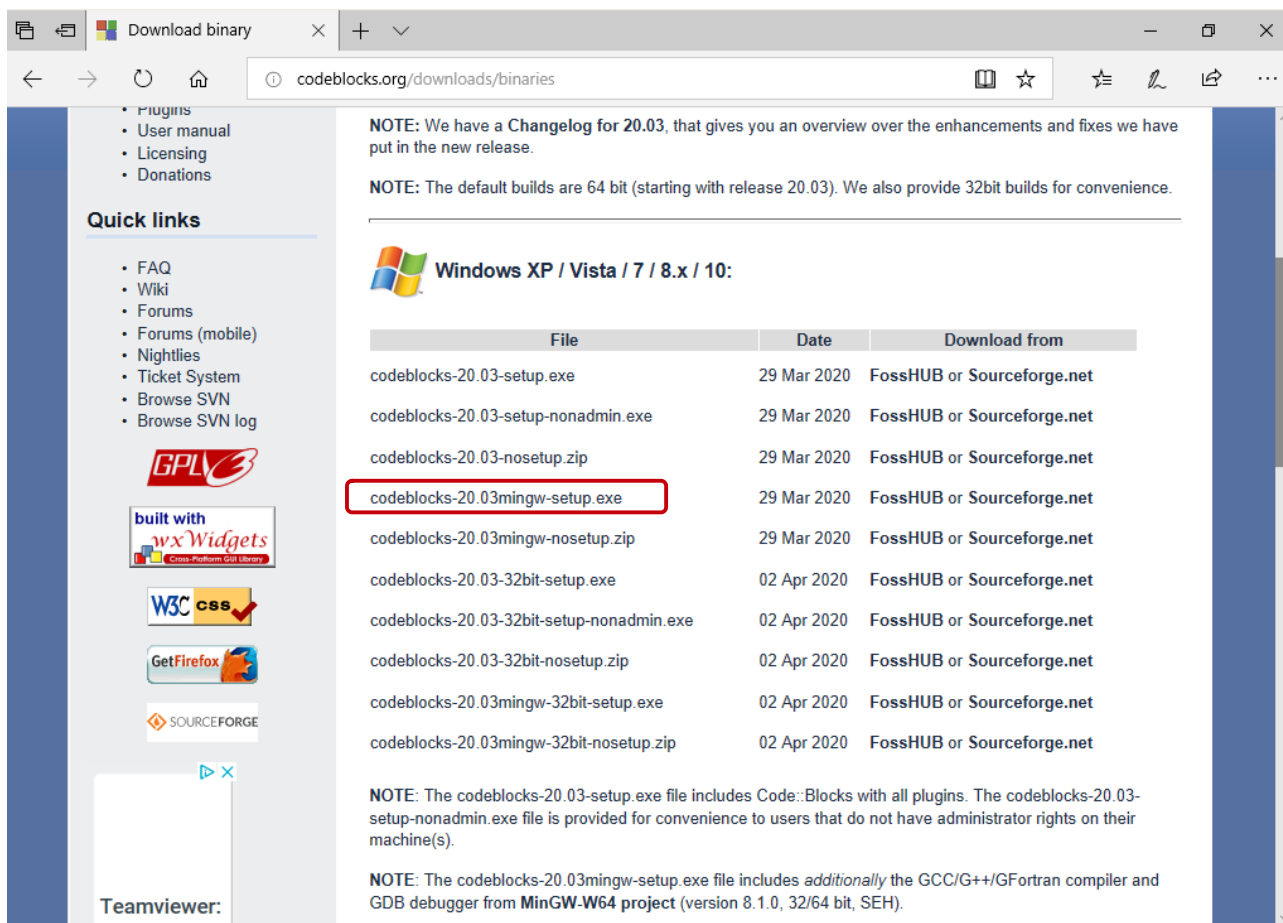 Download binary
codeblocks.org/downloads/binaries
Plugins
User manual
Licensing
Donations
Quick links
FAQ
Wiki
Forums
Forums (mobile)
Nightlies
Ticket System
Browse SVN
Browse SVN log
GPLv3
built with
wxWidgets
Cross-Platform GUI Library
W3C css
GetFirefox
SOURCEFORGE
Teamviewer:
NOTE: We have a Changelog for 20.03, that gives you an overview over the enhancements and fixes we have
put in the new release.
NOTE: The default builds are 64 bit (starting with release 20.03). We also provide 32bit builds for convenience.
Windows XP / Vista / 7 / 8.x / 10:
File Date Download from
codeblocks-20.03-setup.exe 29 Mar 2020 FossHUB or Sourceforge.net
codeblocks-20.03-setup-nonadmin.exe 29 Mar 2020 FossHUB or Sourceforge.net
codeblocks-20.03-nosetup.zip 29 Mar 2020 FossHUB or Sourceforge.net
codeblocks-20.03mingw-setup.exe 29 Mar 2020 FossHUB or Sourceforge.net
codeblocks-20.03mingw-nosetup.zip 29 Mar 2020 FossHUB or Sourceforge.net
codeblocks-20.03-32bit-setup.exe 02 Apr 2020 FossHUB or Sourceforge.net
codeblocks-20.03-32bit-setup-nonadmin.exe 02 Apr 2020 FossHUB or Sourceforge.net
codeblocks-20.03-32bit-nosetup.zip 02 Apr 2020 FossHUB or Sourceforge.net
codeblocks-20.03mingw-32bit-setup.exe 02 Apr 2020 FossHUB or Sourceforge.net
codeblocks-20.03mingw-32bit-nosetup.zip 02 Apr 2020 FossHUB or Sourceforge.net
NOTE: The codeblocks-20.03-setup.exe file includes Code::Blocks with all plugins. The codeblocks-20.03-
setup-nonadmin.exe file is provided for convenience to users that do not have administrator rights on their
machine(s).
NOTE: The codeblocks-20.03mingw-setup.exe file includes additionally the GCC/G++/GFortran compiler and
GDB debugger from MinGW-W64 project (version 8.1.0, 32/64 bit, SEH).